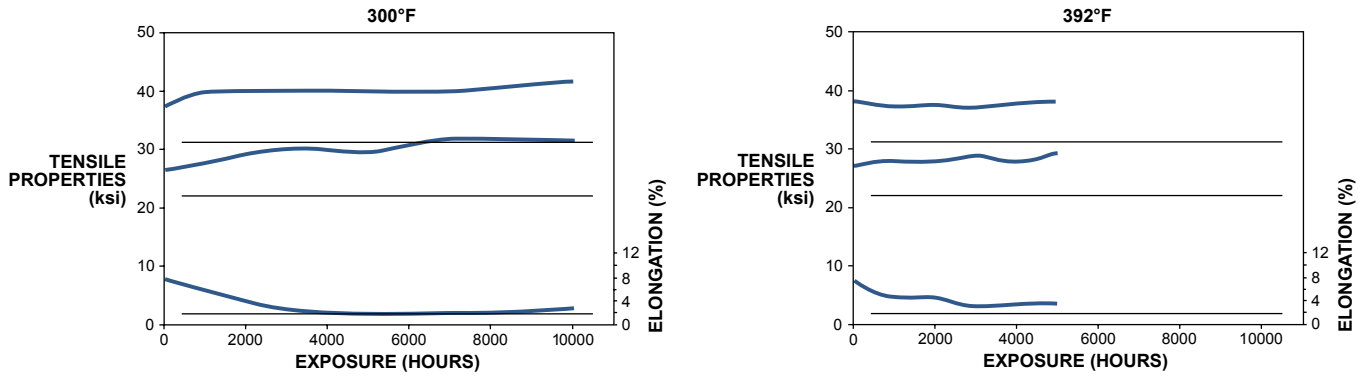 300°F
50
40
30
20
10
0
TENSILE
PROPERTIES
(ksi)
12
8
4
2
0
ELONGATION (%)
0 2000 4000 6000 8000 10000
EXPOSURE (HOURS)
392°F
50
40
30
20
10
0
TENSILE
PROPERTIES
(ksi)
12
8
4
2
0
ELONGATION (%)
0 2000 4000 6000 8000 10000
EXPOSURE (HOURS)